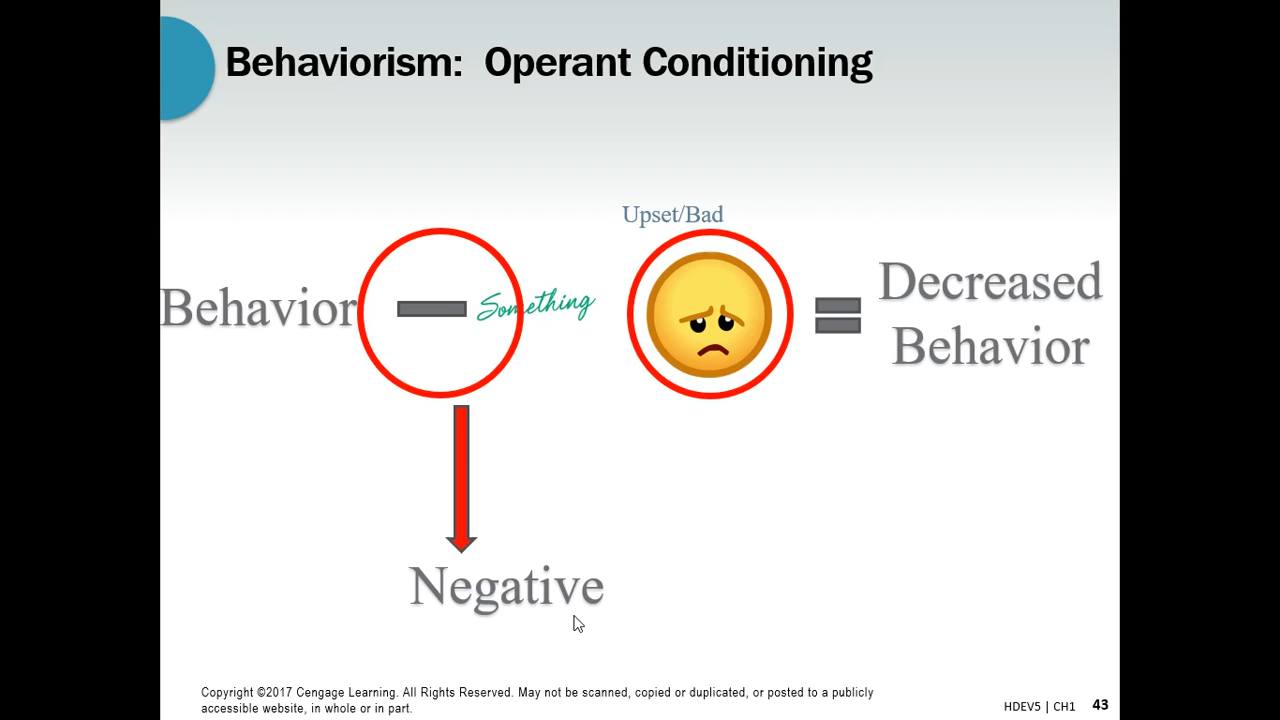 Behaviorism: Operant Conditioning
Upset/Bad
Behavior
Something
Decreased
Behavior
Negative
Copyright ©2017 Cengage Learning. All Rights Reserved. May not be scanned, copied or duplicated, or posted to a publicly
accessible website, in whole or in part.
HDEV5 | CH1 43